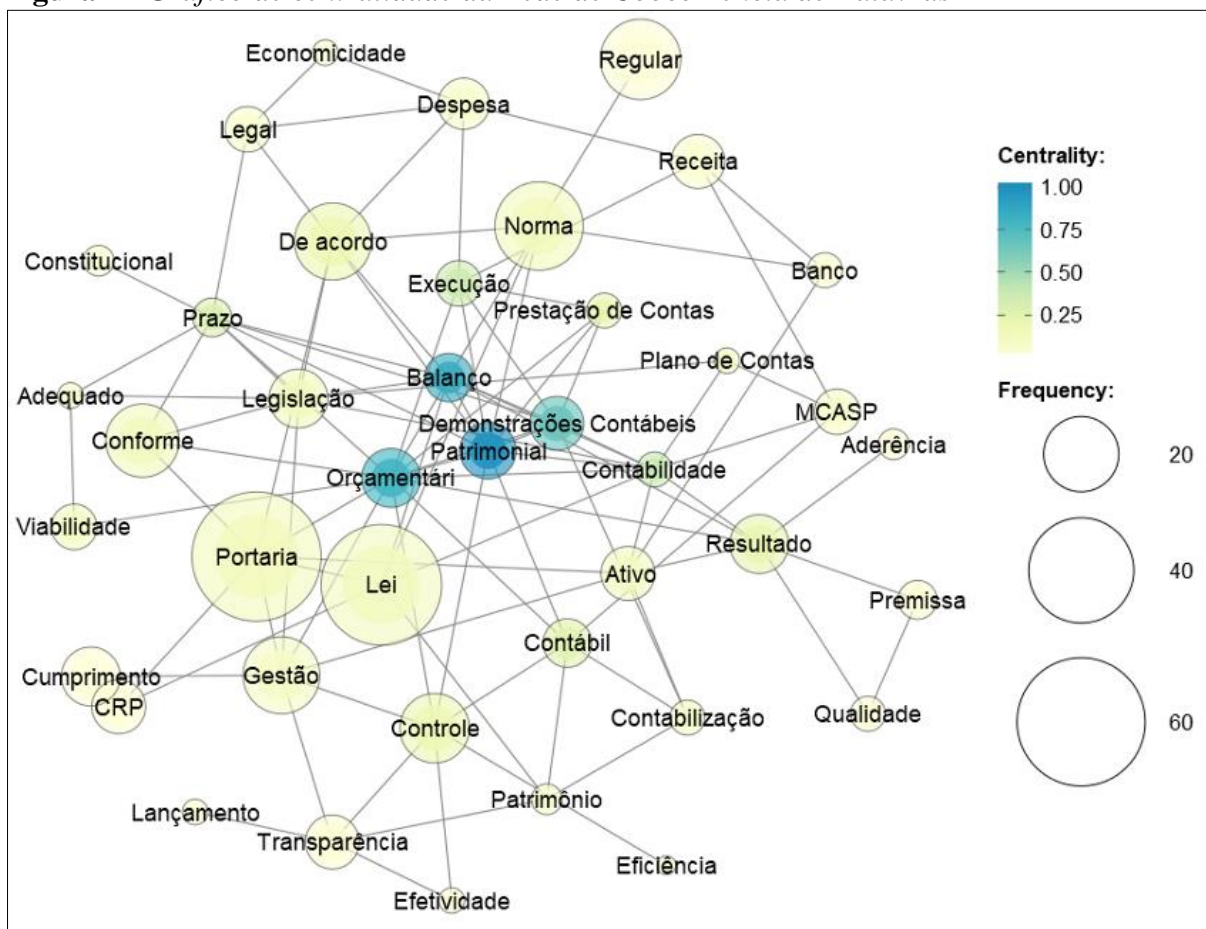 Economicidade
Regular
Despesa
Legal
Receita
Centrality:
1.00
0.75
0.50
0.25
Norma
De acordo
Constitucional
Banco
Execução
Prestação de Contas
Prazo
Plano de Contas
Balanço
Frequency:
Adequado
Legislação
MCASP
Demonstrações Contábeis
Conforme
Aderência
20
Patrimonial
Contabilidade
Orçamentári
Viabilidade
Resultado
Portaria
Ativo
40
Lei
Premissa
Contábil
Cumprimento
Gestão
CRP
Controle
Contabilização
Qualidade
60
Patrimônio
Lançamento
Transparência
Eficiência
Efetividade